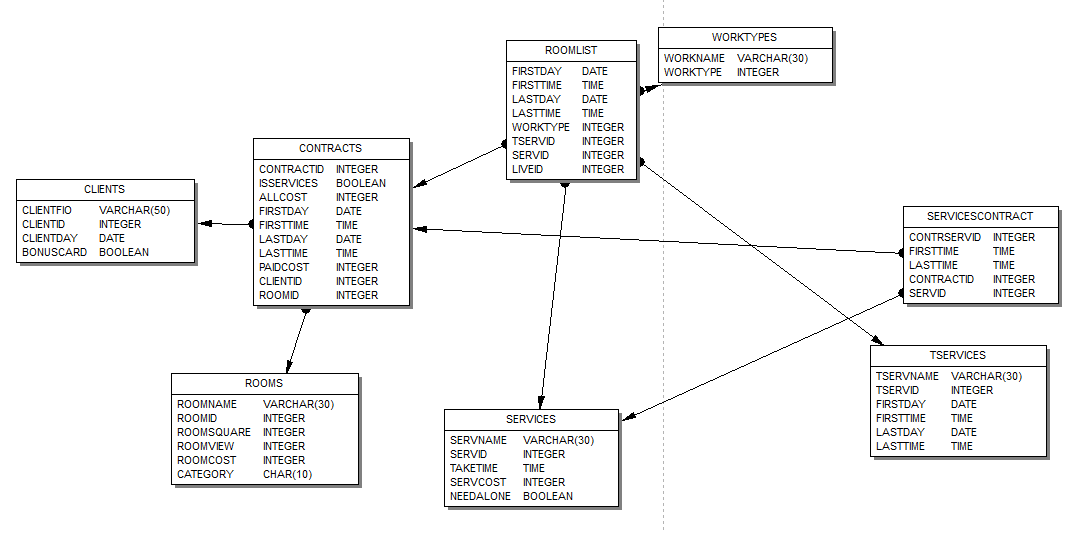 WORKTYPES
WORKNAME VARCHAR(30)
WORKTYPE INTEGER
ROOMLIST
FIRSTDAY DATE
FIRSTTIME TIME
LASTDAY DATE
LASTTIME TIME
WORKTYPE INTEGER
TSERVID INTEGER
SERVID INTEGER
LIVEID INTEGER
CONTRACTS
CONTRACTID INTEGER
ISSERVICES BOOLEAN
ALLCOST INTEGER
FIRSTDAY DATE
FIRSTTIME TIME
LASTDAY DATE
LASTTIME TIME
PAIDCOST INTEGER
CLIENTID INTEGER
ROOMID INTEGER
CLIENTS
CLIENTFIO VARCHAR(50)
CLIENTID INTEGER
CLIENTDAY DATE
BONUSCARD BOOLEAN
SERVICESCONTRACT
CONTRSERVID INTEGER
FIRSTTIME TIME
LASTTIME TIME
CONTRACTID INTEGER
SERVID INTEGER
TSERVICES
TSERVNAME VARCHAR(30)
TSERVID INTEGER
FIRSTDAY DATE
FIRSTTIME TIME
LASTDAY DATE
LASTTIME TIME
ROOMS
ROOMNAME VARCHAR(30)
ROOMID INTEGER
ROOMSQUARE INTEGER
ROOMVIEW INTEGER
ROOMCOST INTEGER
CATEGORY CHAR(10)
SERVICES
SERVNAME VARCHAR(30)
SERVID INTEGER
TAKETIME TIME
SERVCOST INTEGER
NEEDALONE BOOLEAN